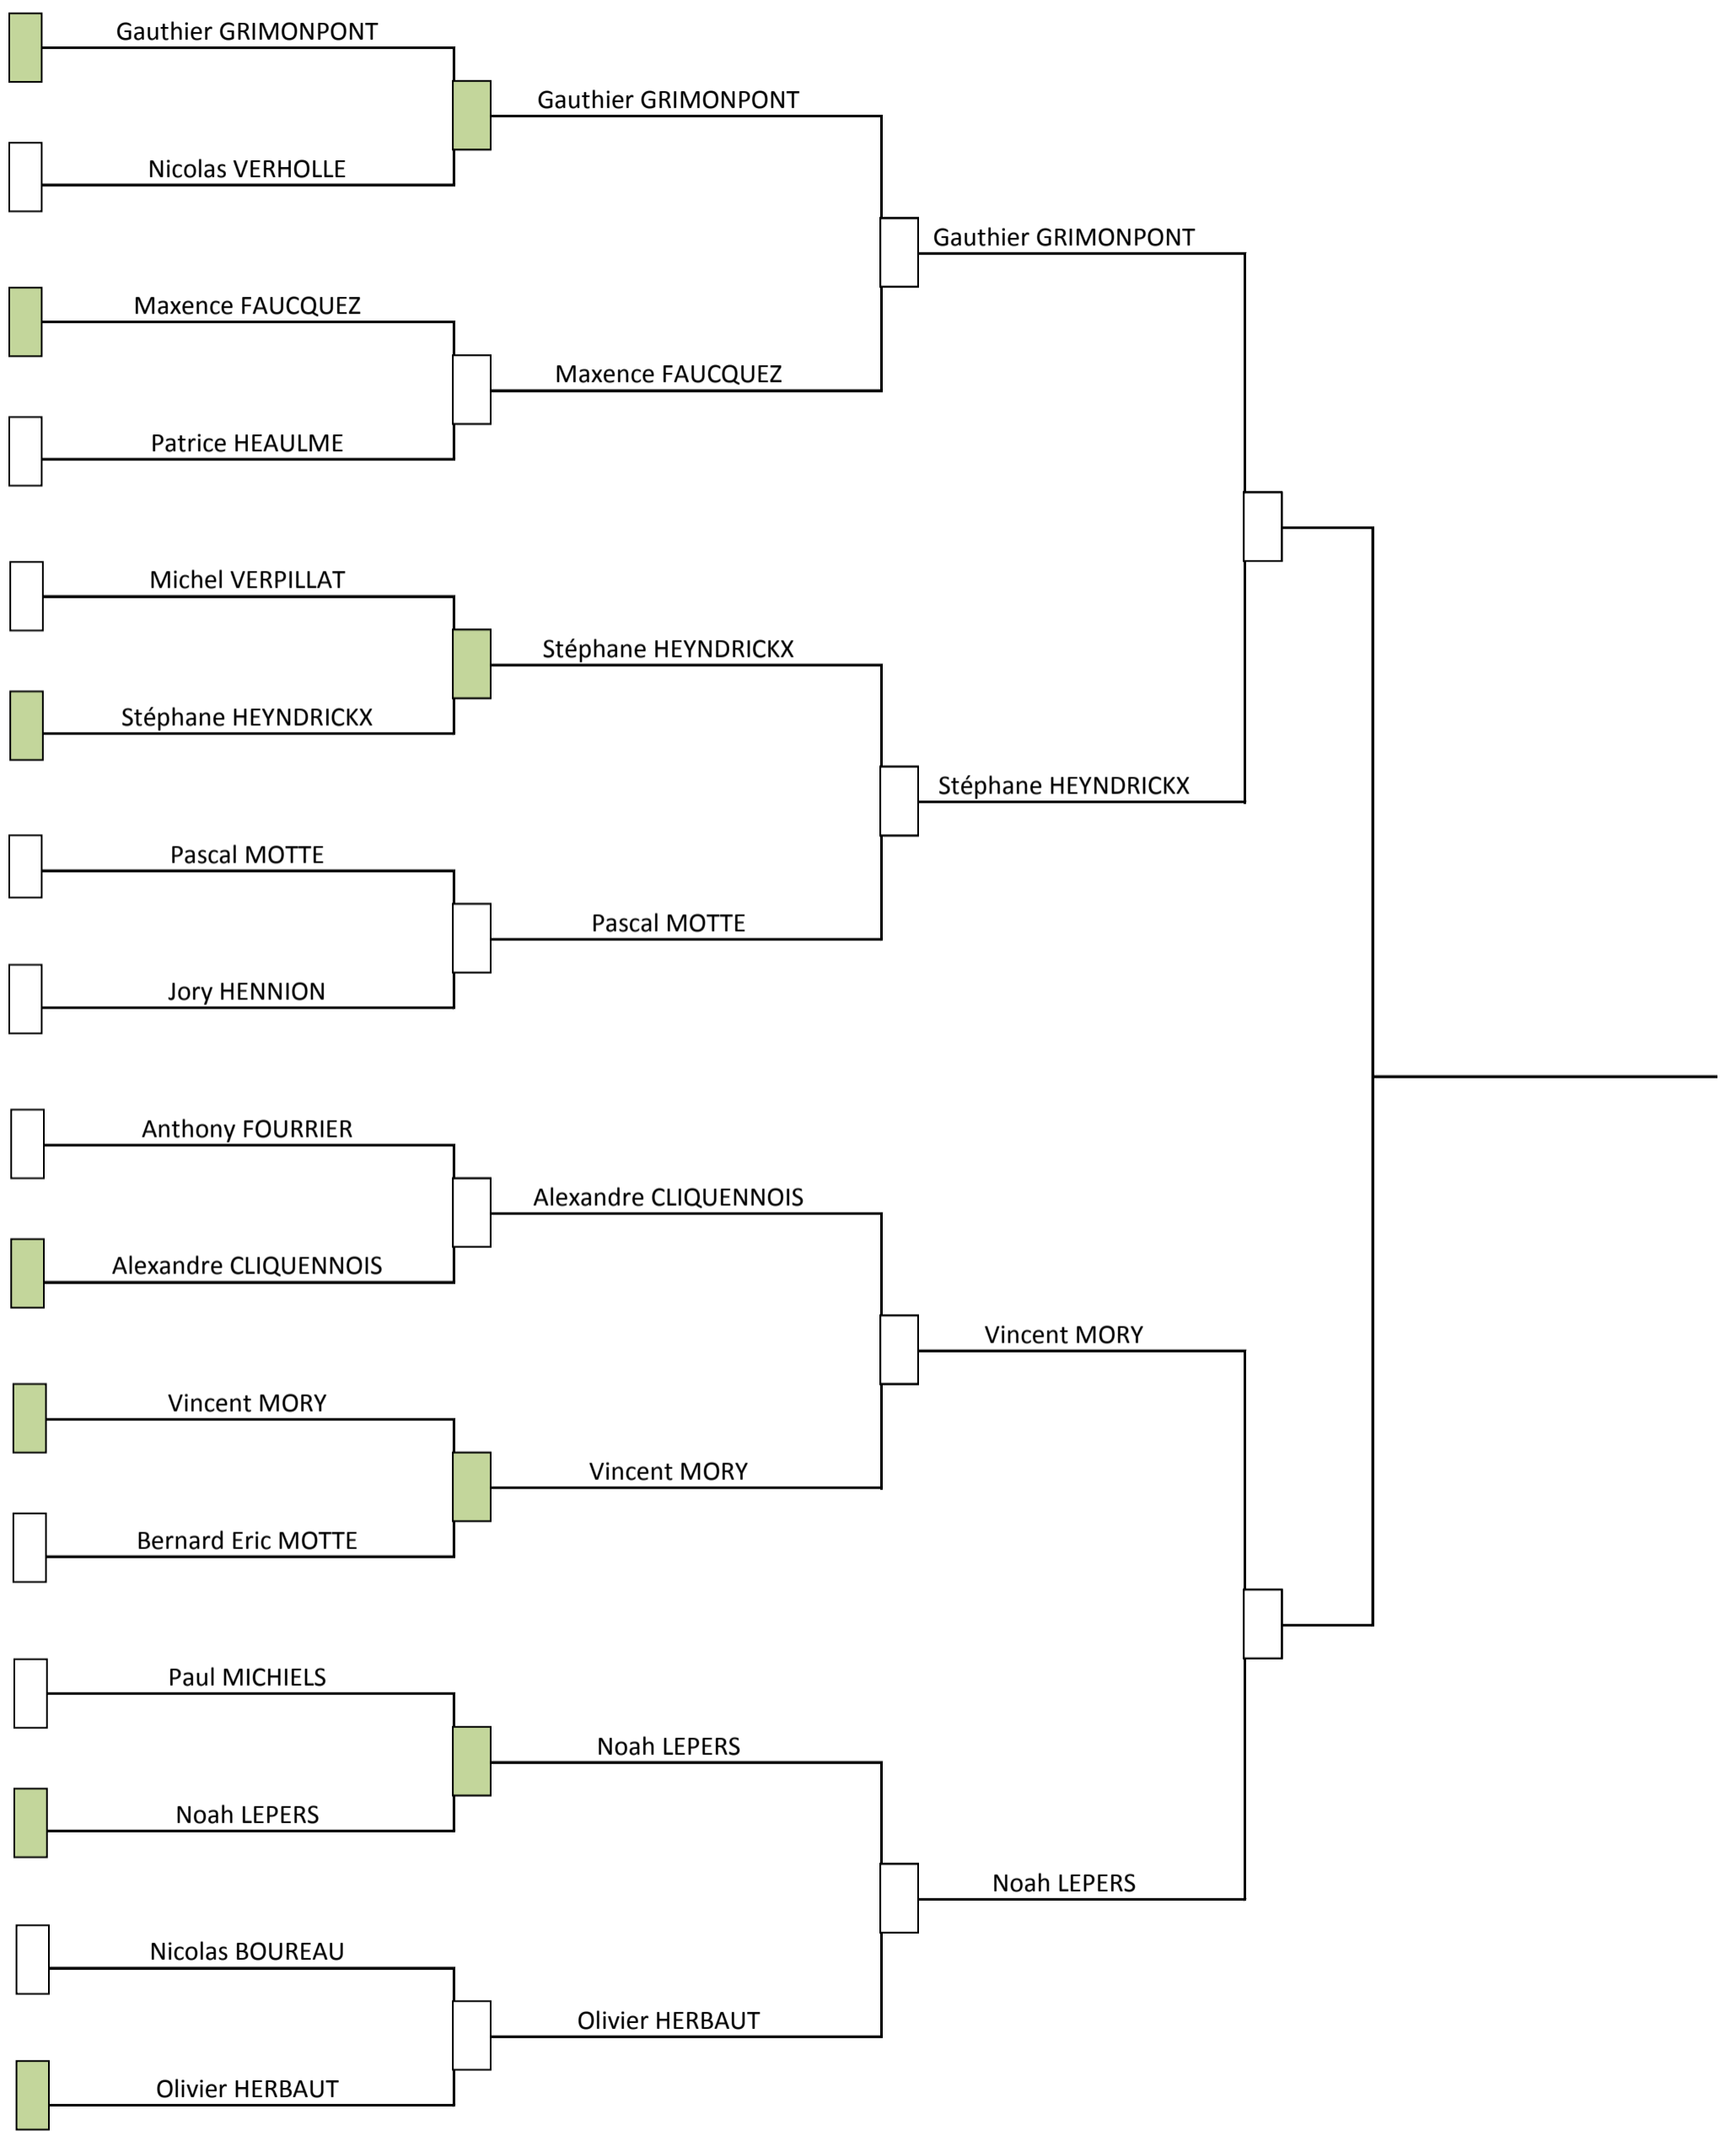 Gauthier GRIMONPONT
Gauthier GRIMONPONT
Nicolas VERHOLLE
Gauthier GRIMONPONT
Maxence FAUCQUEZ
Maxence FAUCQUEZ
Patrice HEAULME
Michel VERPILLAT
Stéphane HEYNDRICKX
Stéphane HEYNDRICKX
Stéphane HEYNDRICKX
Pascal MOTTE
Pascal MOTTE
Jory HENNION
Anthony FOURRIER
Alexandre CLIQUENNOIS
Alexandre CLIQUENNOIS
Vincent MORY
Vincent MORY
Vincent MORY
Bernard Eric MOTTE
Paul MICHIELS
Noah LEPERS
Noah LEPERS
Noah LEPERS
Nicolas BOUREAU
Olivier HERBAUT
Olivier HERBAUT